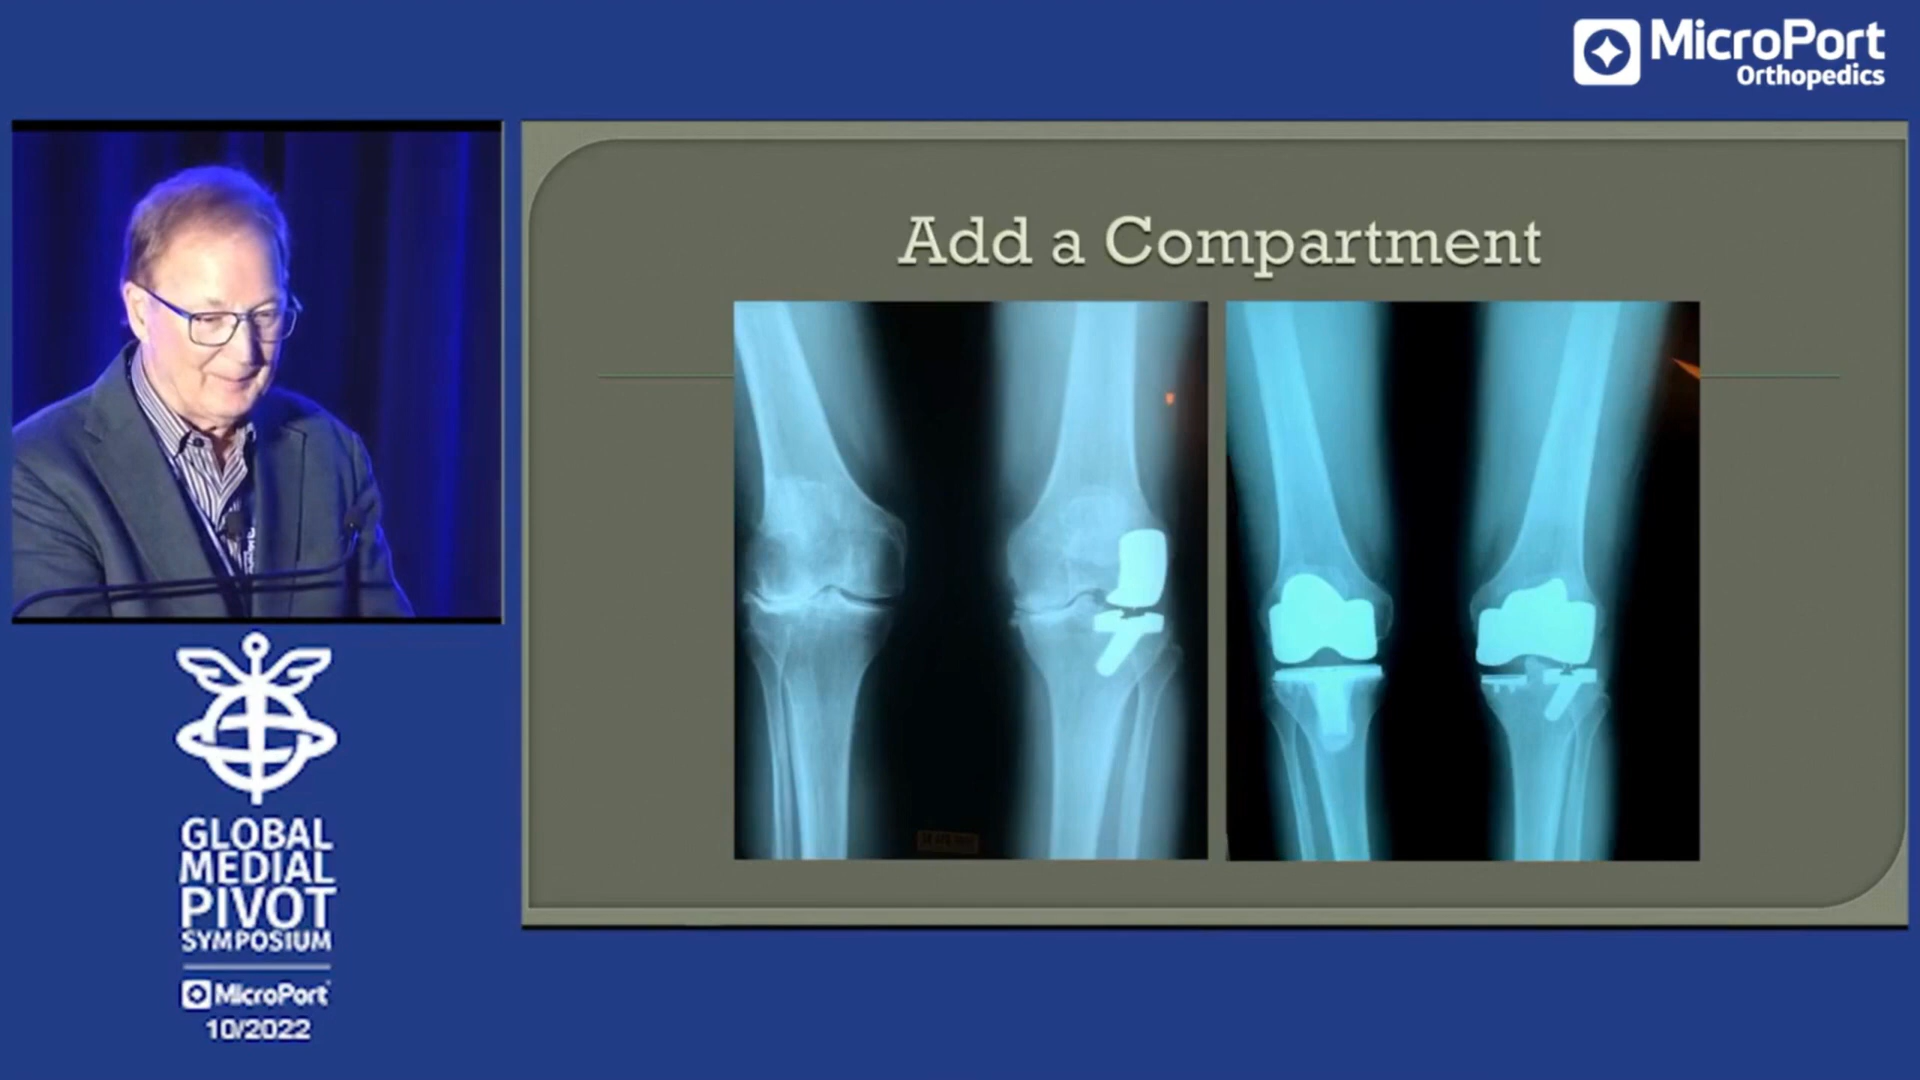 MicroPort
Orthopedics
Add a Compartment
GLOBAL
MEDIAL
PIVOT
SYMPOSIUM
MicroPort
10/2022